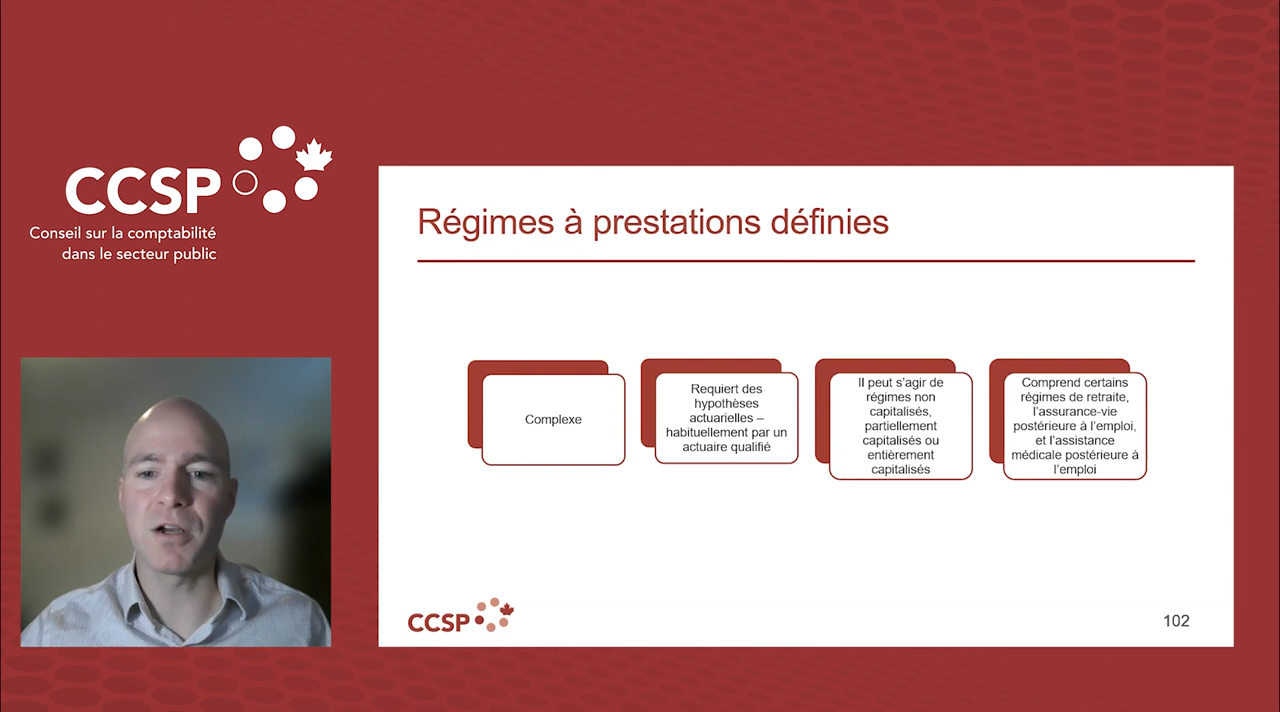 CCSP
Conseil sur la comptabilité
dans le secteur public
Régimes à prestations définies
Complexe
Requiert des
hypothèses
actuarielles –
habituellement par un
actuaire qualifié
Il peut s’agir de
régimes non
capitalisés,
partiellement
capitalisés ou
entièrement
capitalisés
Comprend certains
régimes de retraite,
l’assurance-vie
postérieure à l’emploi,
et l’assistance
médicale postérieure à
l’emploi
CCSP
102